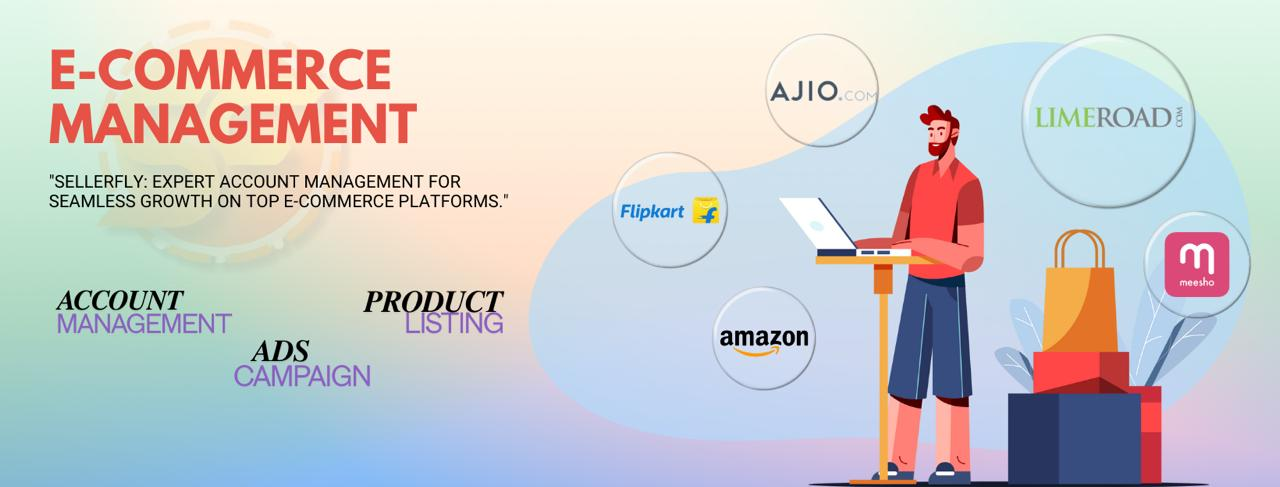 E-COMMERCE
MANAGEMENT
"SELLERFLY: EXPERT ACCOUNT MANAGEMENT FOR
SEAMLESS GROWTH ON TOP E-COMMERCE PLATFORMS."
ACCOUNT
MANAGEMENT
PRODUCT
LISTING
ADS
CAMPAIGN
AJIO.COM
LIMEROAD.COM
Flipkart
meesho
amazon